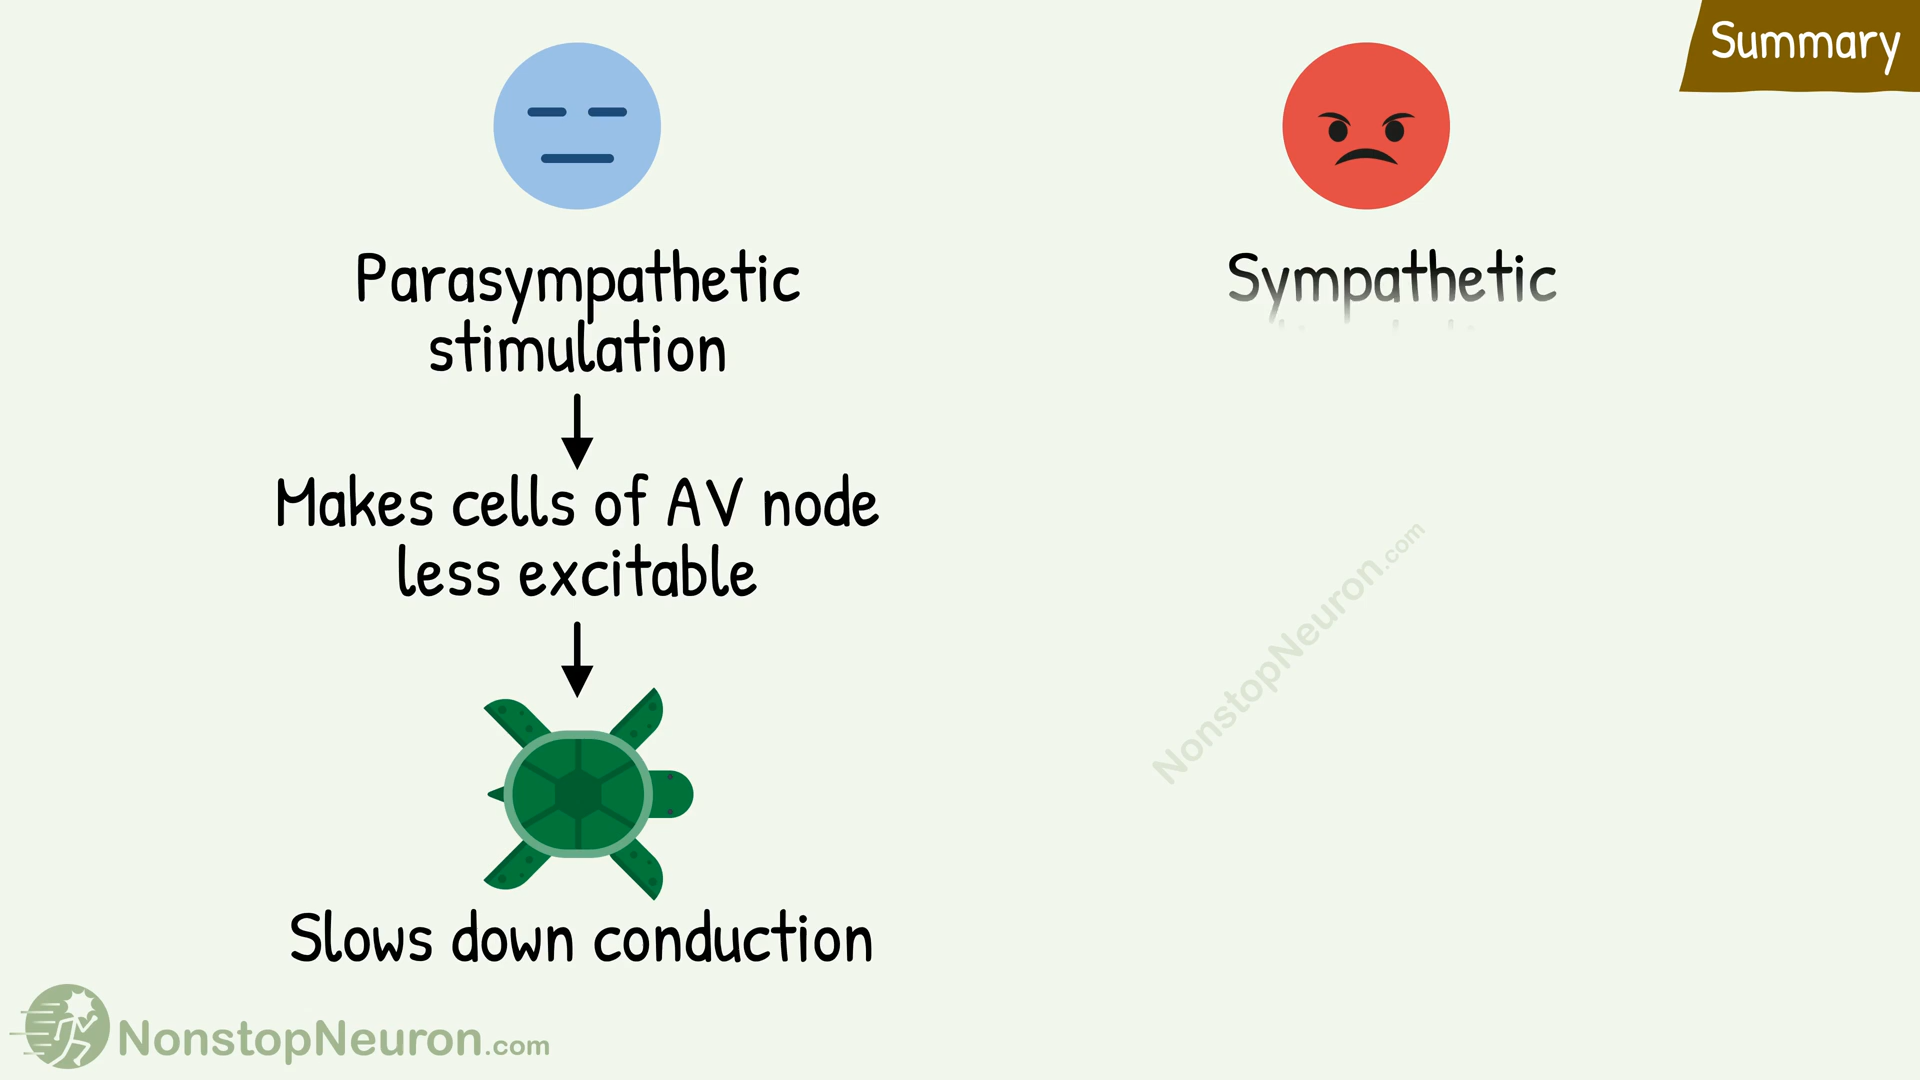 Summary
Parasympathetic
stimulation
Makes cells of AV node
less excitable
Slows down conduction
Sympathetic
NonstopNeuron.com
NonstopNeuron.com